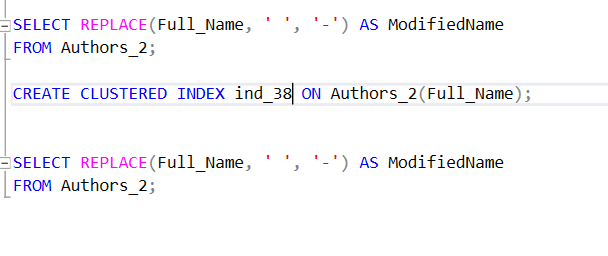 SELECT REPLACE(Full_Name, ' ', '-') AS ModifiedName
FROM Authors_2;
CREATE CLUSTERED INDEX ind_38 ON Authors_2(Full_Name);
SELECT REPLACE(Full_Name, ' ', '-') AS ModifiedName
FROM Authors_2;